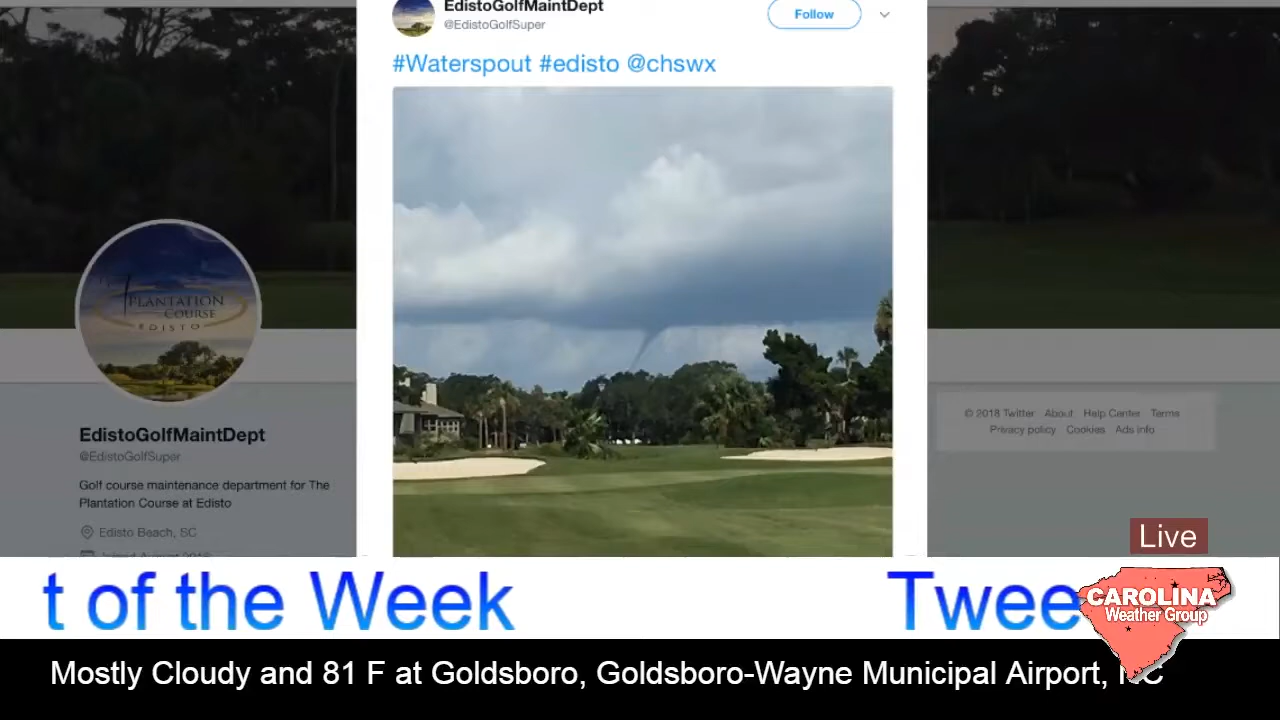 EdistoGolfMaintDept
@EdistoGolfSuper
Follow
#Waterspout #edisto @chswx
PLANTATION
COURSE
EDISTO
EdistoGolfMaintDept
@EdistoGolfSuper
Golf course maintenance department for The
Plantation Course at Edisto
Edisto Beach, SC
© 2018 Twitter About Help Center Terms
Privacy policy Cookies Ads info
Live
t of the Week Twee
CAROLINA
Weather Group
Mostly Cloudy and 81 F at Goldsboro, Goldsboro-Wayne Municipal Airport, NC